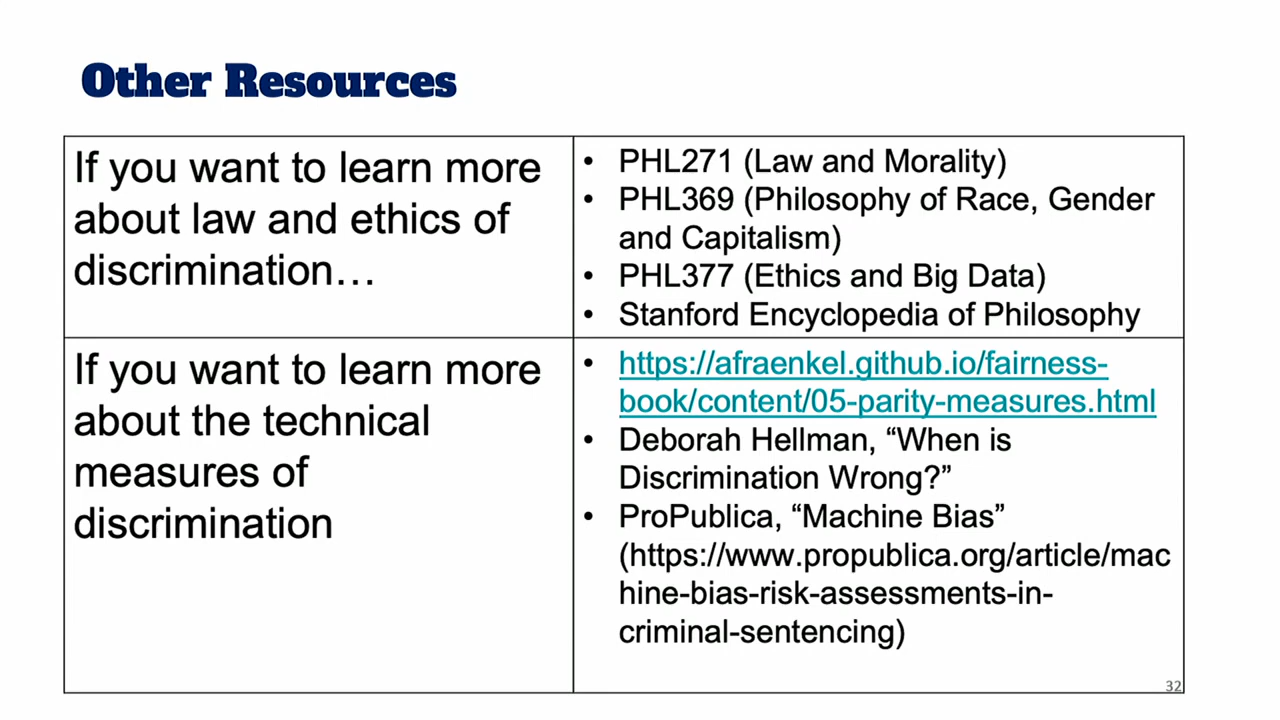 Other Resources
If you want to learn more
about law and ethics of
discrimination…
• PHL271 (Law and Morality)
• PHL369 (Philosophy of Race, Gender
and Capitalism)
• PHL377 (Ethics and Big Data)
• Stanford Encyclopedia of Philosophy
If you want to learn more
about the technical
measures of
discrimination
• https://afraenkel.github.io/fairness-
book/content/05-parity-measures.html
• Deborah Hellman, “When is
Discrimination Wrong?”
• ProPublica, “Machine Bias”
(https://www.propublica.org/article/mac
hine-bias-risk-assessments-in-
criminal-sentencing)
32